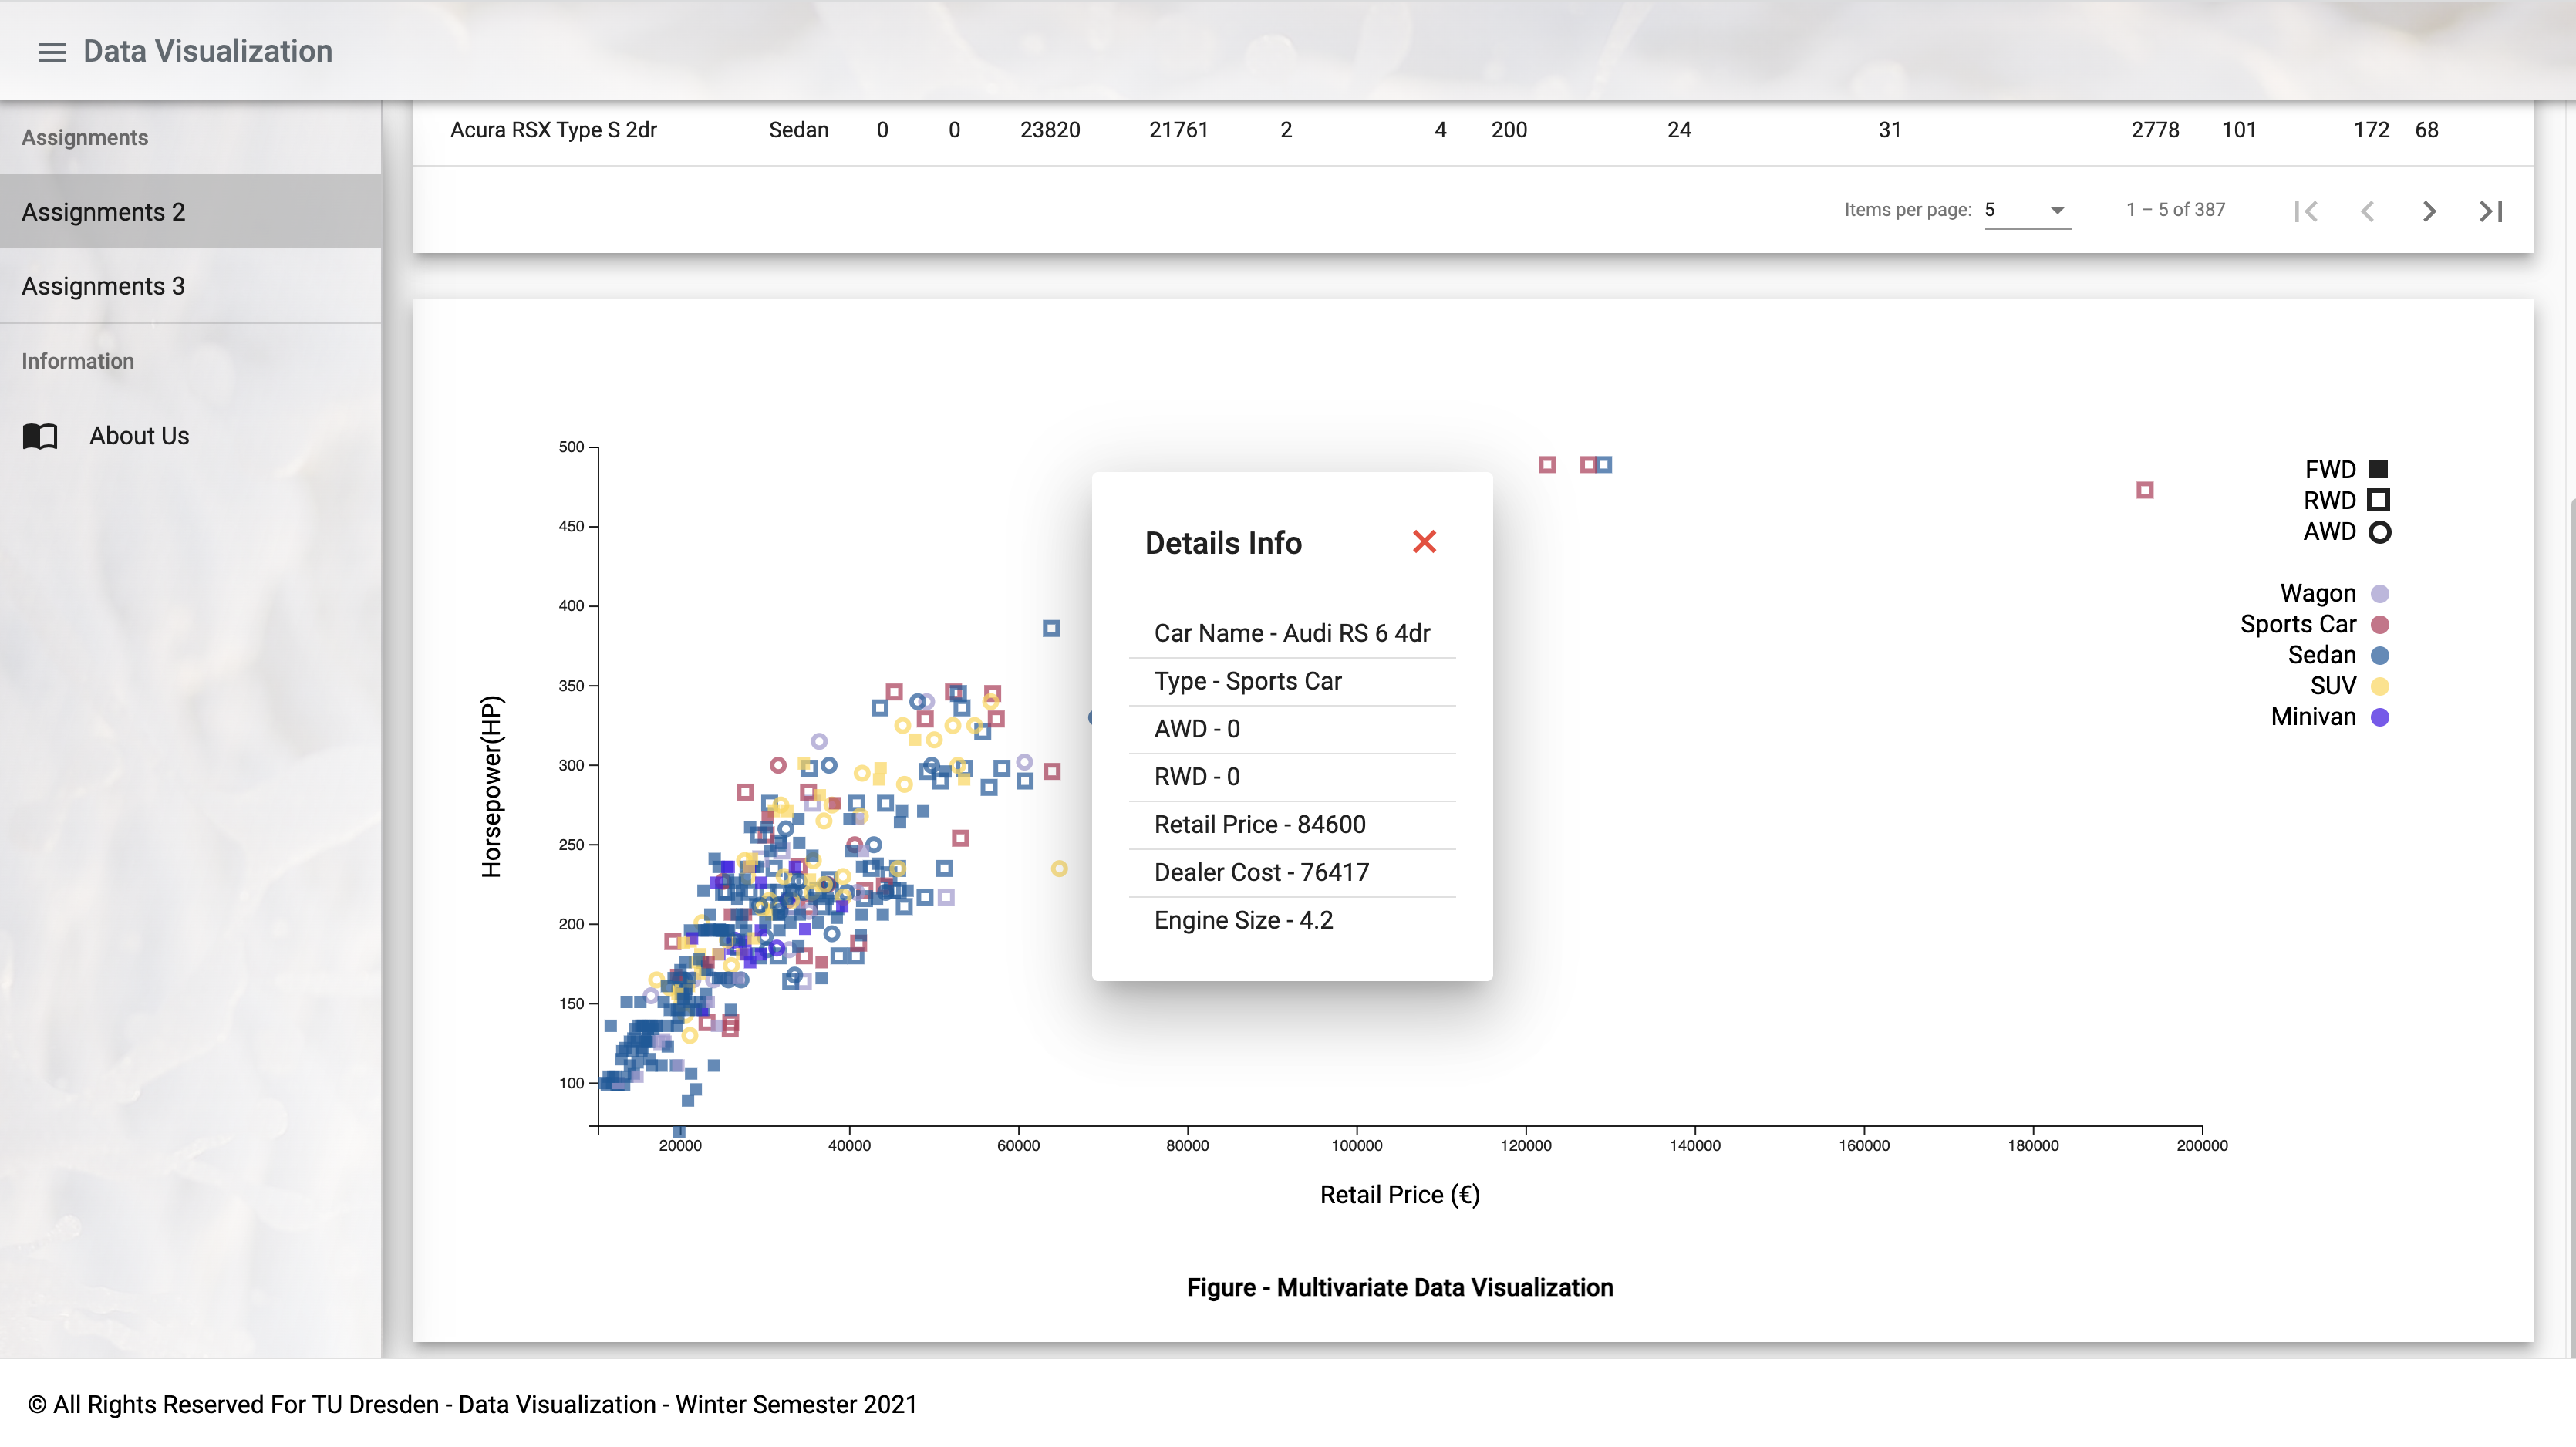 Data Visualization
Assignments
Assignments 2
Assignments 3
Information
About Us
Acura RSX Type S 2dr Sedan 0 0 23820 21761 2 4 200 24 31 2778 101 172 68
Items per page: 5 1 – 5 of 387
500
450
400
350
300
250
200
150
100
Horsepower(HP)
20000 40000 60000 80000 100000 120000 140000 160000 180000 200000
Retail Price (€)
FWD
RWD
AWD
Wagon
Sports Car
Sedan
SUV
Minivan
Details Info
Car Name - Audi RS 6 4dr
Type - Sports Car
AWD - 0
RWD - 0
Retail Price - 84600
Dealer Cost - 76417
Engine Size - 4.2
Figure - Multivariate Data Visualization
© All Rights Reserved For TU Dresden - Data Visualization - Winter Semester 2021